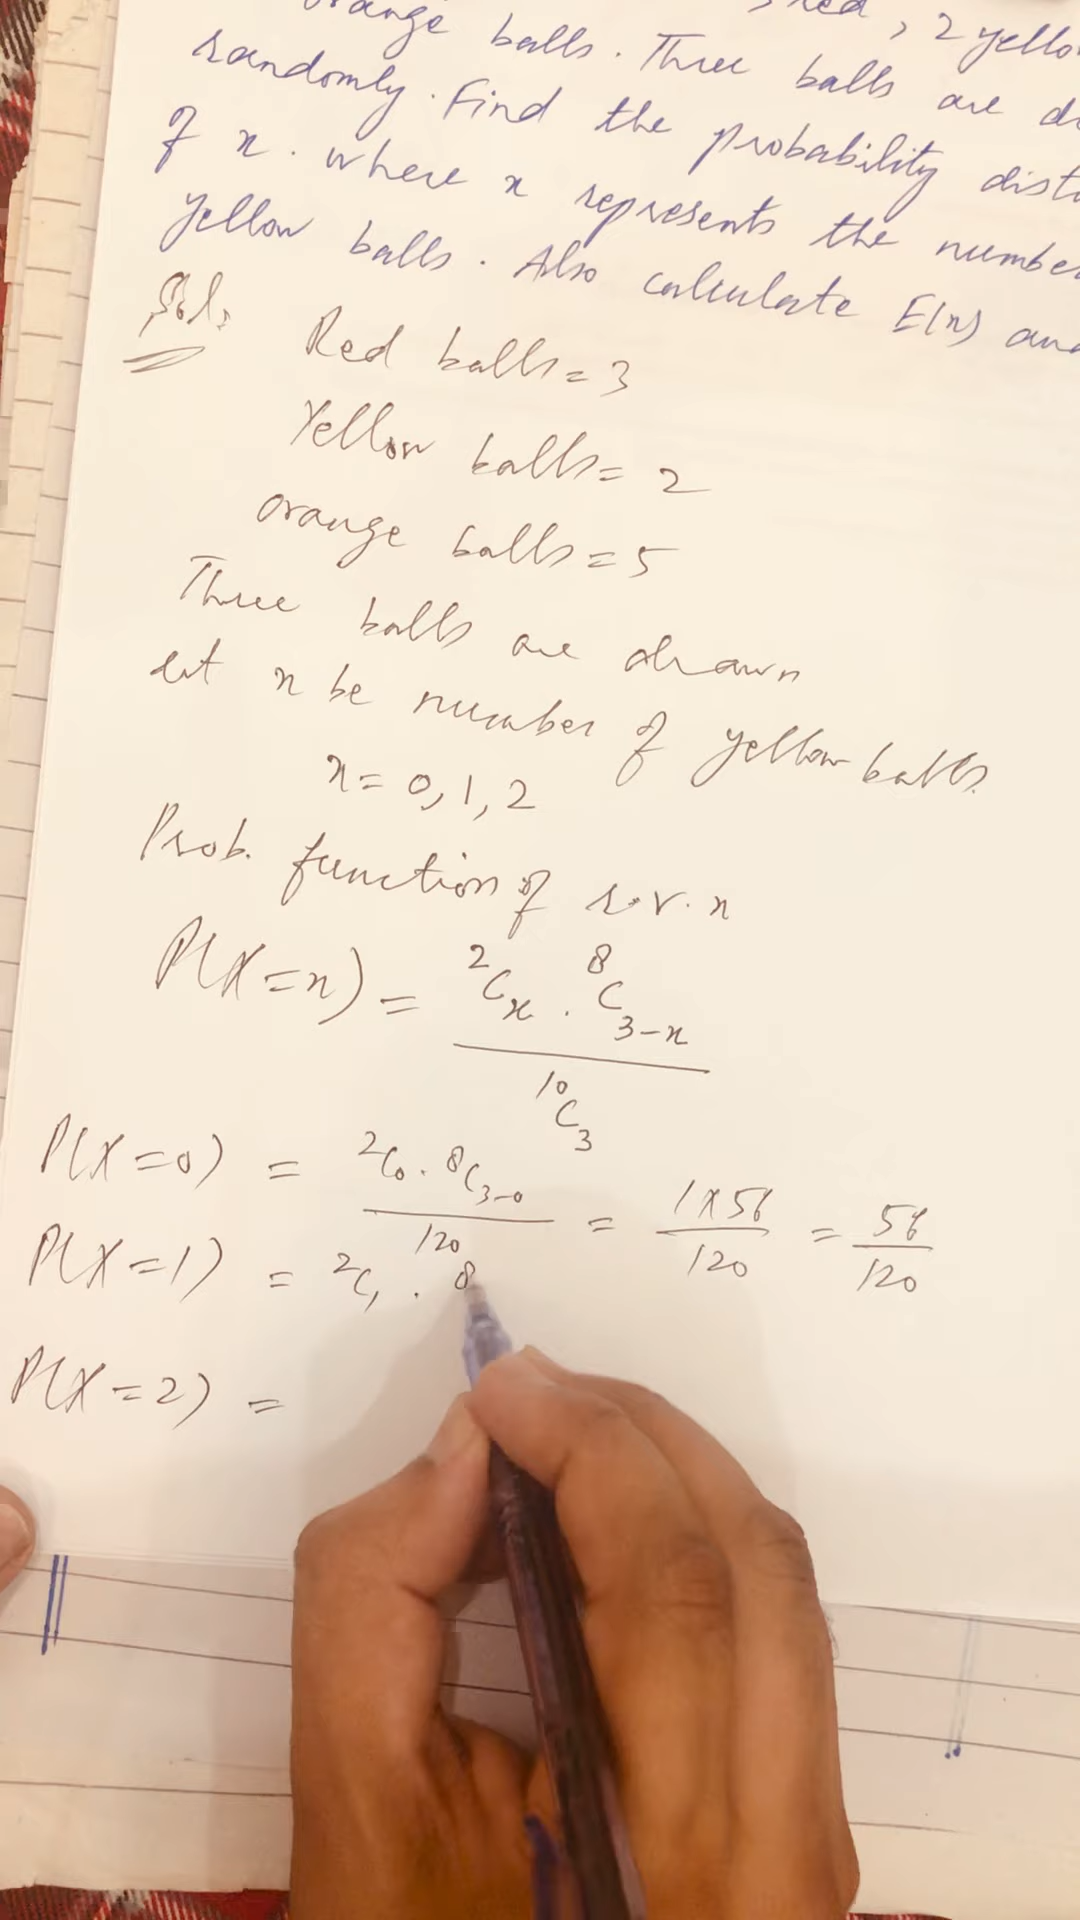 orange balls. Three balls are
red, 2 yello
randomly. Find the probability dist
of x. where x represents the number
yellow balls. Also calculate E(x) and
Sol:
Red balls = 3
Yellow balls = 2
orange balls = 5
Three balls are drawn
let x be number of yellow balls.
x = 0, 1, 2
Prob. function of r.v. x
P(X=x) = ²Cₓ . ⁸C₃₋ₓ / ¹⁰C₃
P(X=0) = ²C₀ . ⁸C₃₋₀ / 120 = 1×56 / 120 = 56 / 120
P(X=1) = ²C₁ . 8
P(X=2) =